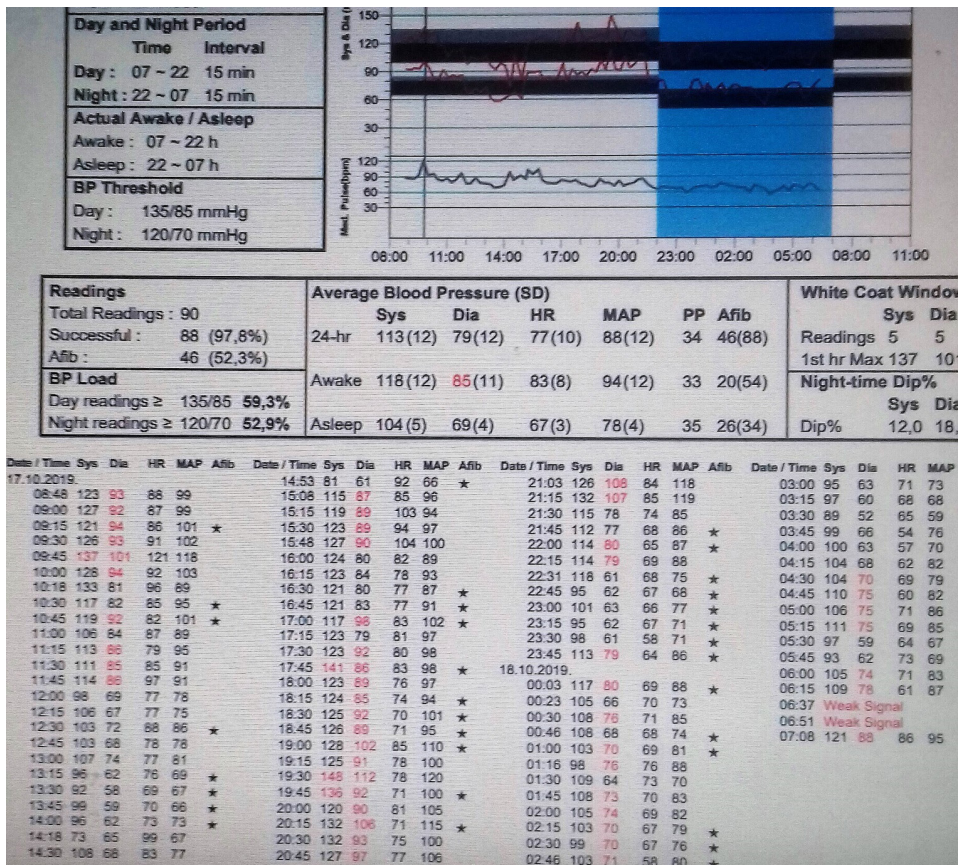 Day and Night Period
Time Interval
Day : 07 ~ 22 15 min
Night : 22 ~ 07 15 min
Actual Awake / Asleep
Awake : 07 ~ 22 h
Asleep : 22 ~ 07 h
BP Threshold
Day : 135/85 mmHg
Night : 120/70 mmHg
Sys & Dia
150
120
90
60
30
Med. Pulse(bpm)
120
90
60
30
08:00 11:00 14:00 17:00 20:00 23:00 02:00 05:00 08:00 11:00
Readings
Total Readings : 90
Successful : 88 (97,8%)
Afib : 46 (52,3%)
BP Load
Day readings ≥ 135/85 59,3%
Night readings ≥ 120/70 52,9%
Average Blood Pressure (SD)
Sys Dia HR MAP PP Afib
24-hr 113(12) 79(12) 77(10) 88(12) 34 46(88)
Awake 118(12) 85(11) 83(8) 94(12) 33 20(54)
Asleep 104(5) 69(4) 67(3) 78(4) 35 26(34)
White Coat Window
Sys Dia
Readings 5 5
1st hr Max 137 10
Night-time Dip%
Sys Dia
Dip% 12,0 18,
Date / Time Sys Dia HR MAP Afib
17.10.2019.
08:48 123 93 88 99
09:00 127 92 87 99
09:15 121 94 86 101 ★
09:30 126 93 91 102
09:45 137 101 121 118
10:00 128 94 92 103
10:18 133 81 96 89
10:30 117 82 85 95 ★
10:45 119 92 82 101 ★
11:00 106 84 87 89
11:15 113 86 79 95
11:30 111 85 85 91
11:45 114 86 97 91
12:00 98 69 77 78
12:15 106 67 77 75
12:30 103 72 88 86 ★
12:45 103 68 78 78
13:00 107 74 77 81
13:15 96 62 76 69 ★
13:30 92 58 69 67 ★
13:45 99 59 70 66 ★
14:00 96 62 73 73 ★
14:18 73 65 99 67
14:30 108 68 83 77
Date / Time Sys Dia HR MAP Afib
14:53 81 61 92 66 ★
15:08 115 87 85 96
15:15 119 89 103 94
15:30 123 89 94 97
15:48 127 90 104 100
16:00 124 80 82 89
16:15 123 84 78 93
16:30 121 80 77 87 ★
16:45 121 83 77 91 ★
17:00 117 98 83 102 ★
17:15 123 79 81 97
17:30 123 92 80 98
17:45 141 86 83 98 ★
18:00 123 89 76 97
18:15 124 85 74 94 ★
18:30 125 92 70 101 ★
18:45 126 89 71 95 ★
19:00 128 102 85 110 ★
19:15 125 91 78 100
19:30 148 112 78 120
19:45 136 92 71 100 ★
20:00 120 90 81 105
20:15 132 106 71 115 ★
20:30 132 93 75 100
20:45 127 97 77 106
Date / Time Sys Dia HR MAP Afib
21:03 126 108 84 118
21:15 132 107 85 119
21:30 115 78 74 85
21:45 112 77 68 86 ★
22:00 114 80 65 87 ★
22:15 114 79 69 88
22:31 118 61 68 75 ★
22:45 95 62 67 68 ★
23:00 101 63 66 77 ★
23:15 95 62 67 71 ★
23:30 98 61 58 71 ★
23:45 113 79 64 86 ★
18.10.2019.
00:03 117 80 69 88 ★
00:23 105 66 70 73
00:30 108 76 71 85
00:46 108 68 68 74 ★
01:00 103 70 69 81 ★
01:16 98 76 76 88
01:30 109 64 73 70
01:45 108 73 70 83
02:00 105 74 69 82
02:15 103 70 67 79 ★
02:30 99 70 67 76 ★
02:46 103 71 58 80 ★
Date / Time Sys Dia HR MAP
03:00 95 63 71 73
03:15 97 60 68 68
03:30 89 52 65 59
03:45 99 66 54 76
04:00 100 63 57 70
04:15 104 68 62 82
04:30 104 70 69 79
04:45 110 75 60 82
05:00 106 75 71 86
05:15 111 75 69 85
05:30 97 59 64 67
05:45 93 62 73 69
06:00 105 74 71 83
06:15 109 78 61 87
06:37 Weak Signal
06:51 Weak Signal
07:08 121 88 86 95